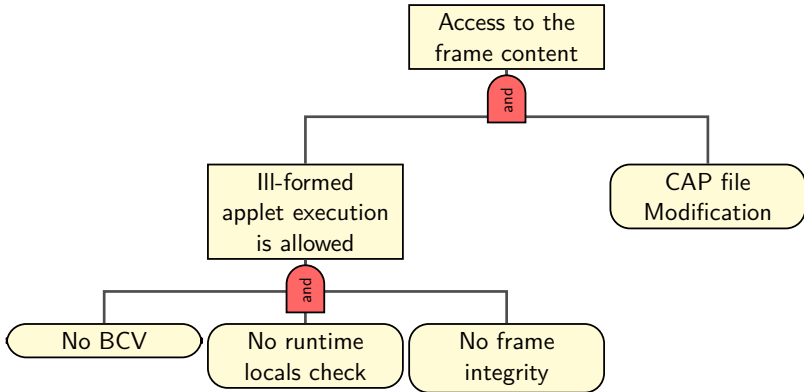 Access to the
frame content
and
Ill-formed
applet execution
is allowed
CAP file
Modification
and
No BCV
No runtime
locals check
No frame
integrity